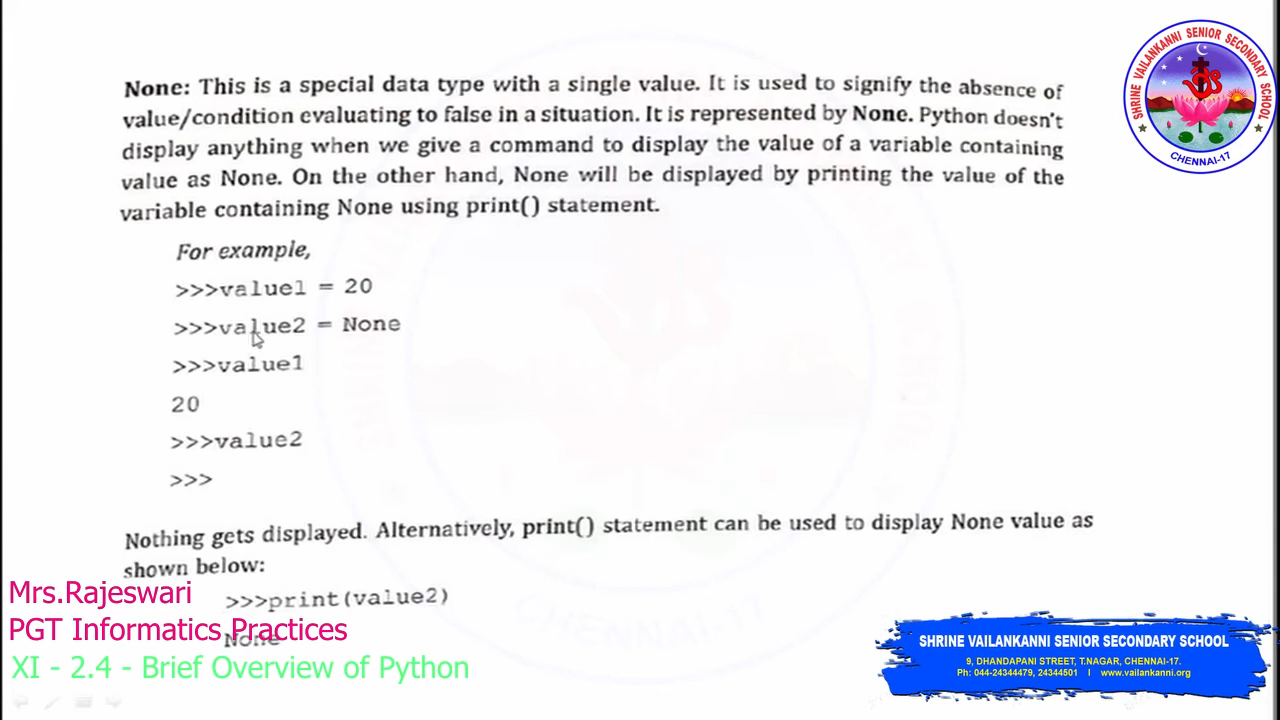 None: This is a special data type with a single value. It is used to signify the absence of
value/condition evaluating to false in a situation. It is represented by None. Python doesn't
display anything when we give a command to display the value of a variable containing
value as None. On the other hand, None will be displayed by printing the value of the
variable containing None using print() statement.
For example,
>>>value1 = 20
>>>value2 = None
>>>value1
20
>>>value2
>>>
Nothing gets displayed. Alternatively, print() statement can be used to display None value as
shown below:
>>>print(value2)
None
Mrs.Rajeswari
PGT Informatics Practices
XI - 2.4 - Brief Overview of Python
SHRINE VAILANKANNI SENIOR SECONDARY SCHOOL
CHENNAI-17
SHRINE VAILANKANNI SENIOR SECONDARY SCHOOL
9, DHANDAPANI STREET, T.NAGAR, CHENNAI-17.
Ph: 044-24344479, 24344501 I www.vailankanni.org